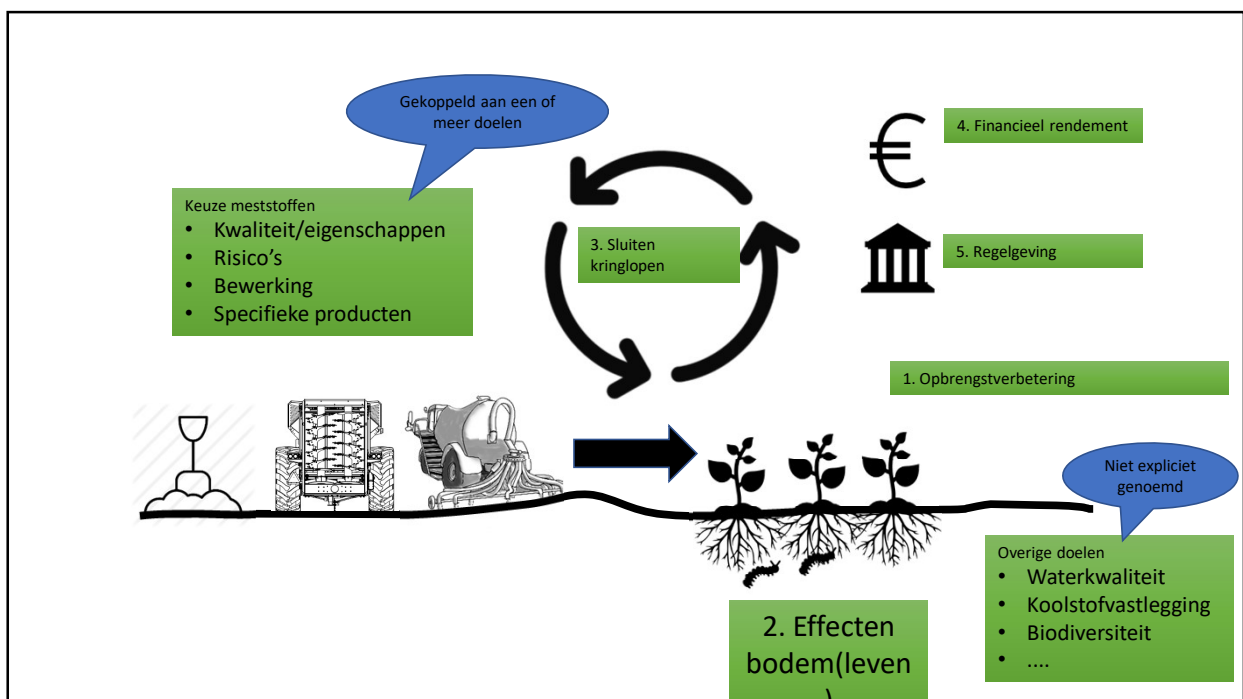 Gekoppeld aan een of
meer doelen
Keuze meststoffen
• Kwaliteit/eigenschappen
• Risico’s
• Bewerking
• Specifieke producten
3. Sluiten
kringlopen
€
4. Financieel rendement
5. Regelgeving
1. Opbrengstverbetering
Niet expliciet
genoemd
Overige doelen
• Waterkwaliteit
• Koolstofvastlegging
• Biodiversiteit
• ....
2. Effecten
bodem(leven
)